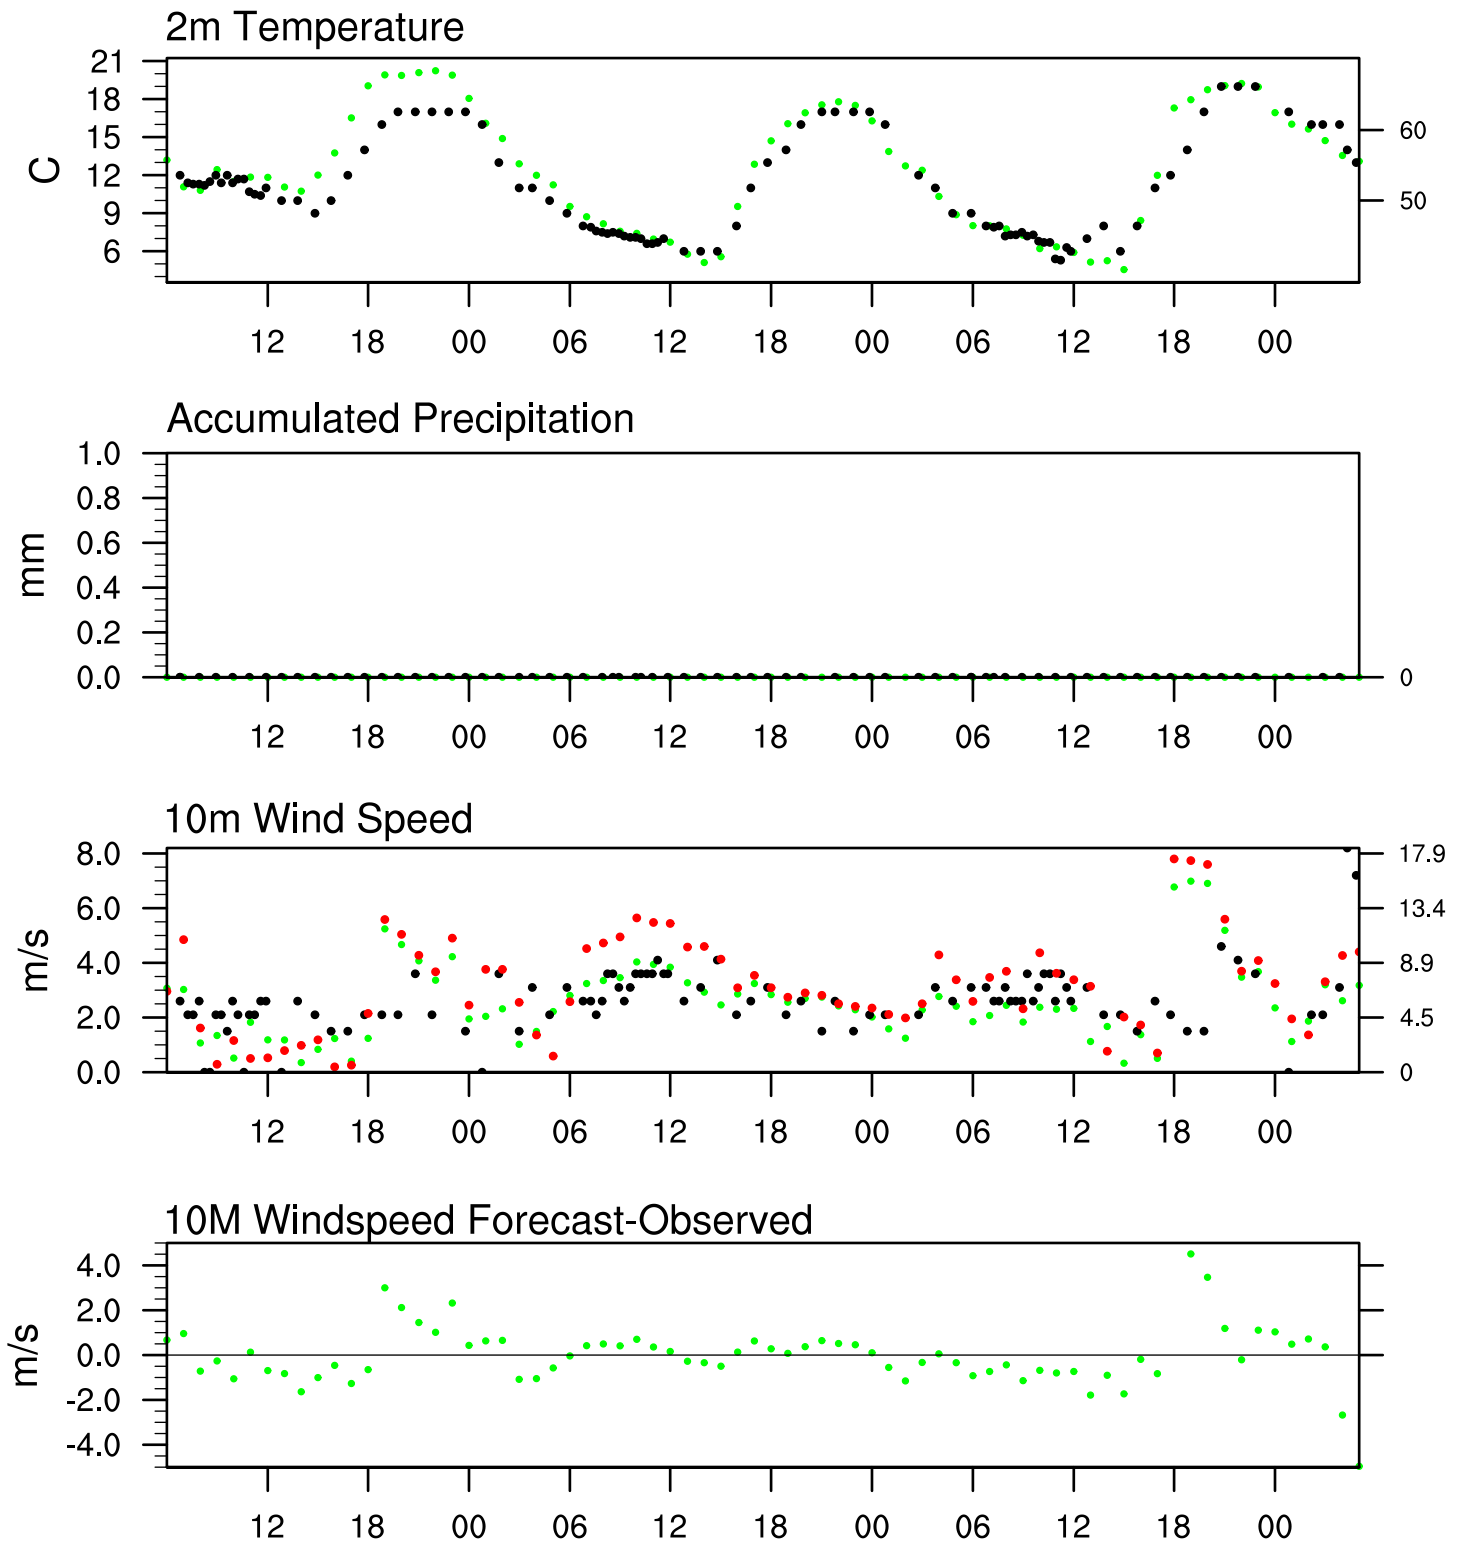 2m Temperature
21
18
15
12
9
6
C
60
50
12 18 00 06 12 18 00 06 12 18 00
Accumulated Precipitation
1.0
0.8
0.6
0.4
0.2
0.0
mm
0
12 18 00 06 12 18 00 06 12 18 00
10m Wind Speed
8.0
6.0
4.0
2.0
0.0
m/s
17.9
13.4
8.9
4.5
0
12 18 00 06 12 18 00 06 12 18 00
10M Windspeed Forecast-Observed
4.0
2.0
0.0
-2.0
-4.0
m/s
12 18 00 06 12 18 00 06 12 18 00